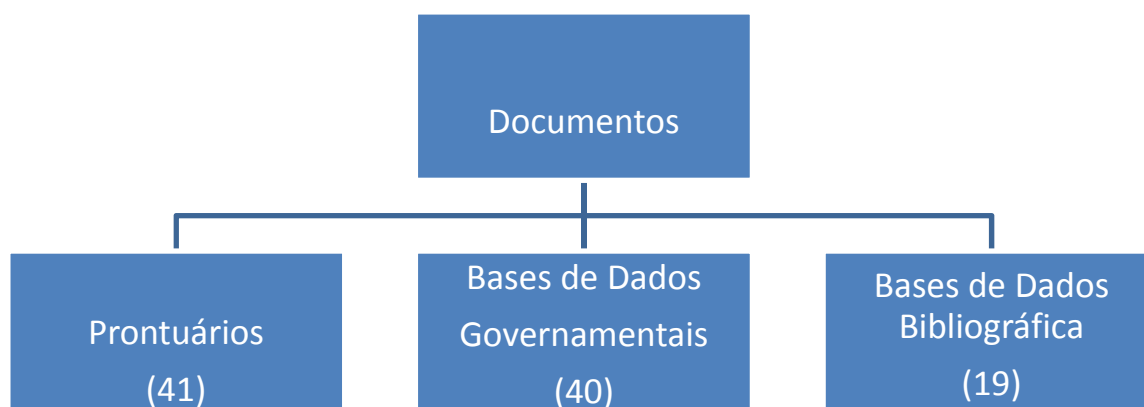 Documentos
Prontuários
(41)
Bases de Dados
Governamentais
(40)
Bases de Dados
Bibliográfica
(19)